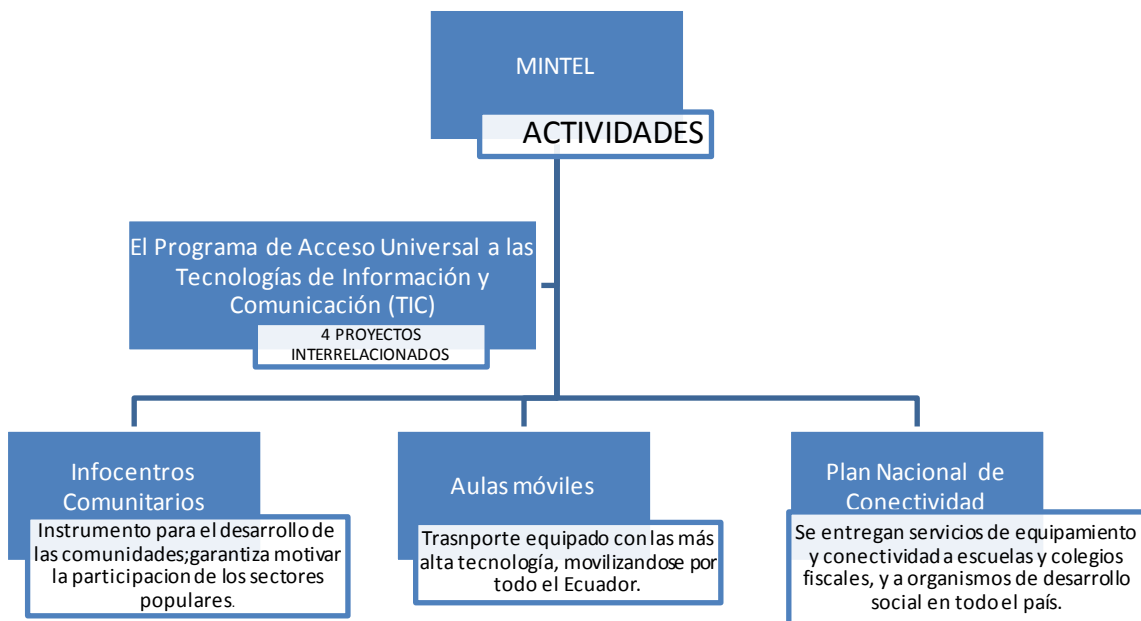 MINTEL
ACTIVIDADES
El Programa de Acceso Universal a las
Tecnologías de Información y
Comunicación (TIC)
4 PROYECTOS
INTERRELACIONADOS
Infocentros
Comunitarios
Instrumento para el desarrollo de
las comunidades;garantiza motivar
la participacion de los sectores
populares.
Aulas móviles
Trasnporte equipado con las más
alta tecnología, movilizandose por
todo el Ecuador.
Plan Nacional de
Conectividad
Se entregan servicios de equipamiento
y conectividad a escuelas y colegios
fiscales, y a organismos de desarrollo
social en todo el país.